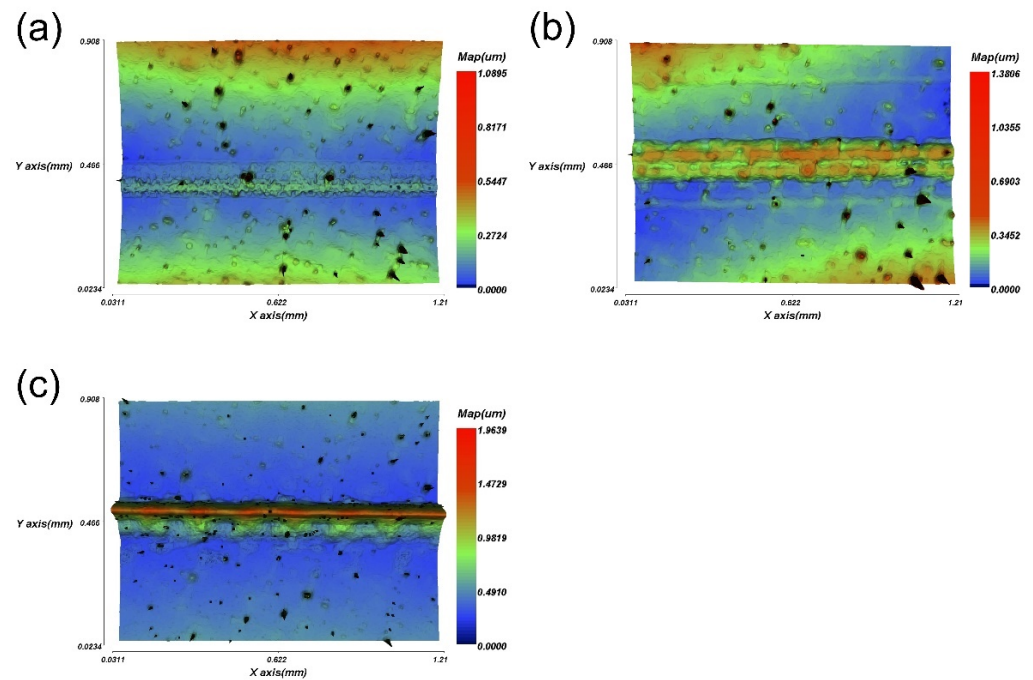 (a)
0.908
Map(um)
1.0895
0.8171
0.5447
0.2724
0.0006
Y axis(mm) 0.466
0.0234
0.0311 0.622 1.21
X axis(mm)
(b)
0.908
Map(um)
1.3806
1.0355
0.6903
0.3452
0.0000
Y axis(mm) 0.466
0.0234
0.0311 0.622 1.21
X axis(mm)
(c)
0.908
Map(um)
1.9639
1.4729
0.9819
0.4910
0.0000
Y axis(mm) 0.466
0.0234
0.0311 0.622 1.21
X axis(mm)